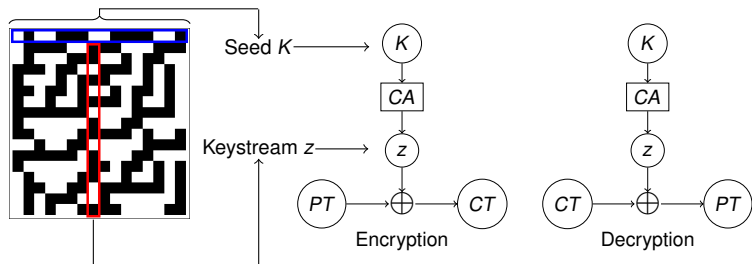 Seed K
Keystream z
K
CA
z
PT
CT
Encryption
K
CA
z
CT
PT
Decryption